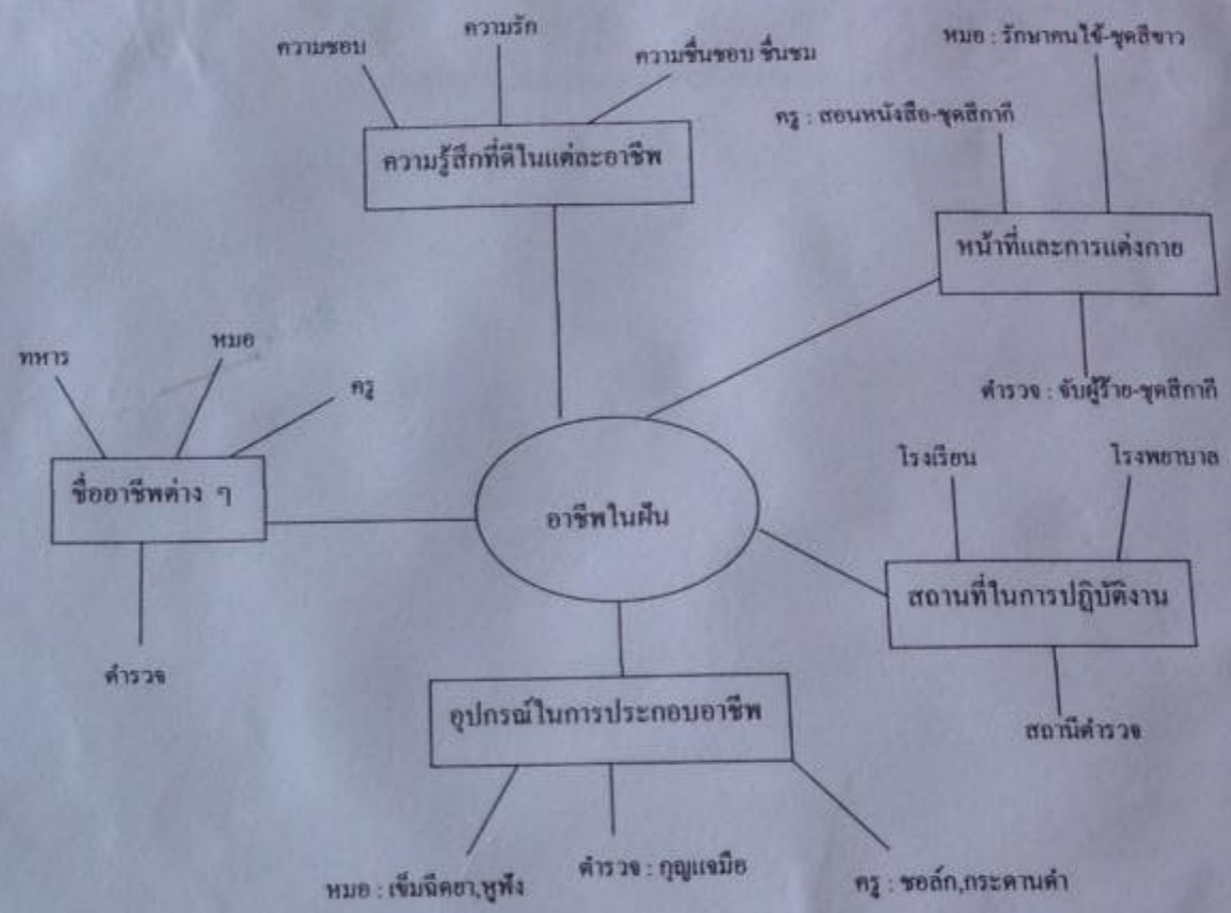 ความชอบ
ความรัก
ความชื่นชอบ ชื่นชม
ความรู้สึกที่ดีในแต่ละอาชีพ
หมอ : รักษาคนไข้-ชุดสีขาว
ครู : สอนหนังสือ-ชุดสีกากี
หน้าที่และการแต่งกาย
ตำรวจ : จับผู้ร้าย-ชุดสีกากี
ทหาร
หมอ
ครู
ชื่ออาชีพต่าง ๆ
ตำรวจ
อาชีพในฝัน
โรงเรียน
โรงพยาบาล
สถานที่ในการปฏิบัติงาน
สถานีตำรวจ
อุปกรณ์ในการประกอบอาชีพ
หมอ : เข็มฉีดยา,หูฟัง
ตำรวจ : กุญแจมือ
ครู : ชอล์ก,กระดานดำ